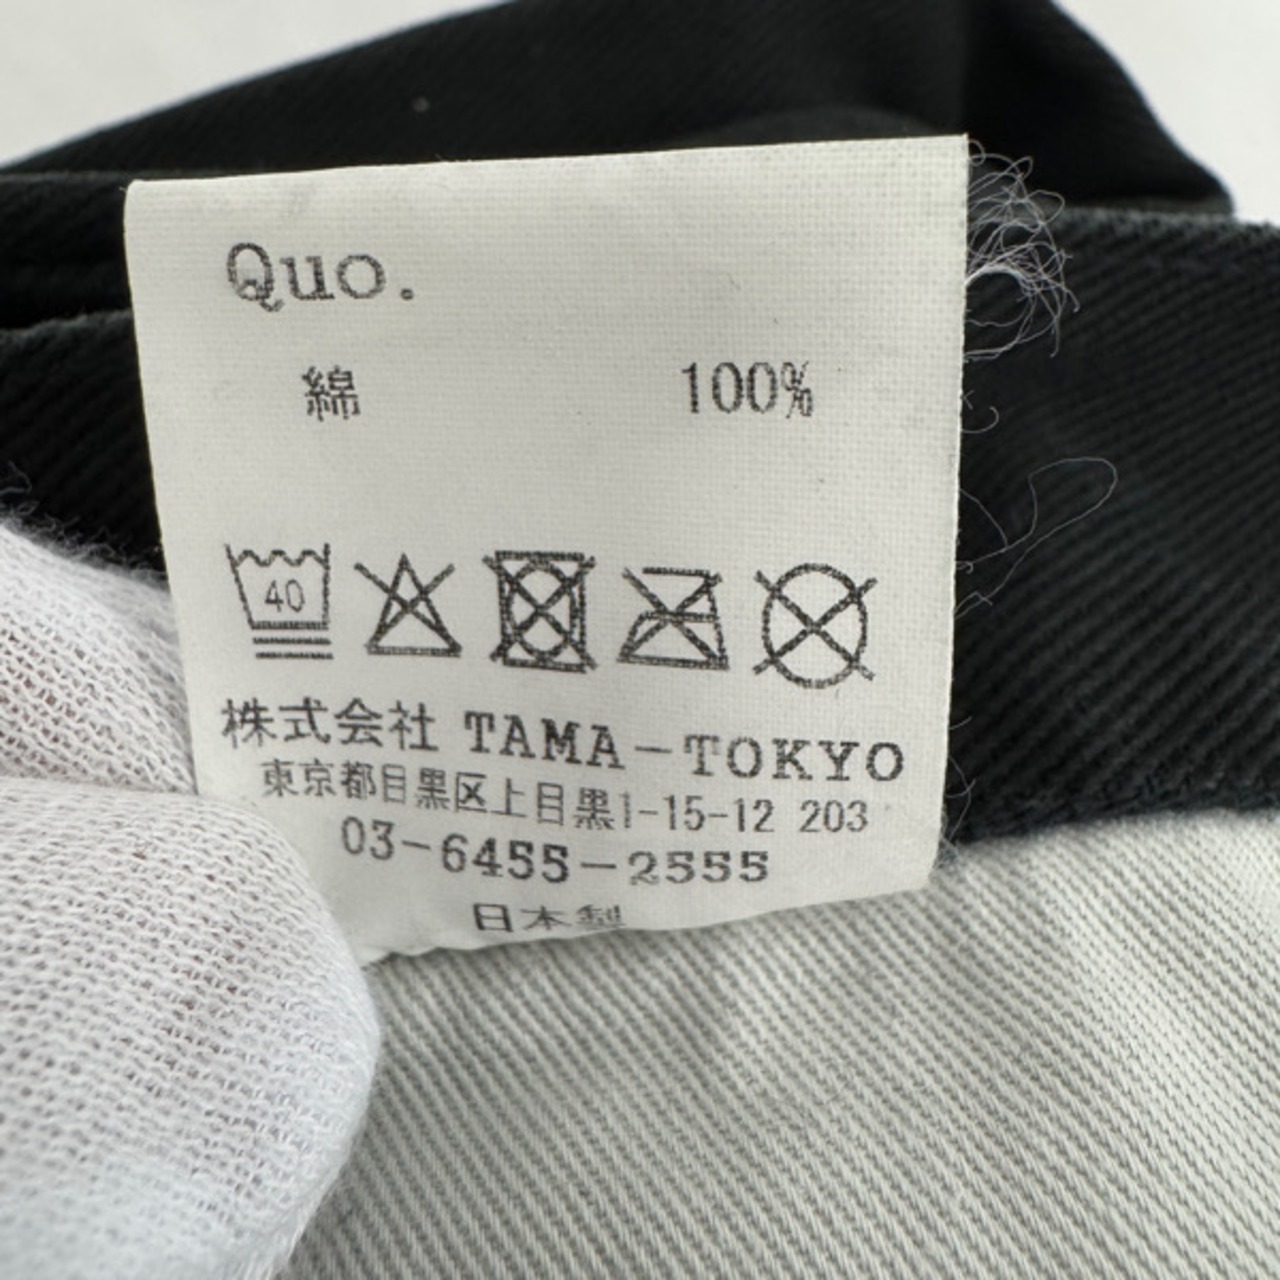 Quo.
綿 100%
40
株式会社 TAMA-TOKYO
東京都目黒区上目黒1-15-12 203
03-6455-2555
日本製